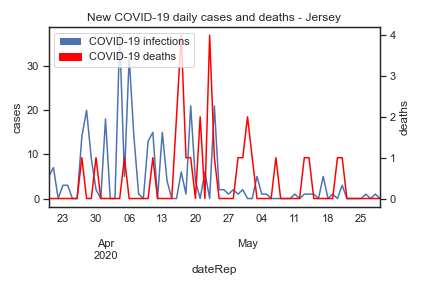 New COVID-19 daily cases and deaths - Jersey
COVID-19 infections
COVID-19 deaths
cases
30
20
10
0
deaths
4
3
2
1
0
23 30 06 13 20 27 04 11 18 25
Apr May
2020
dateRep